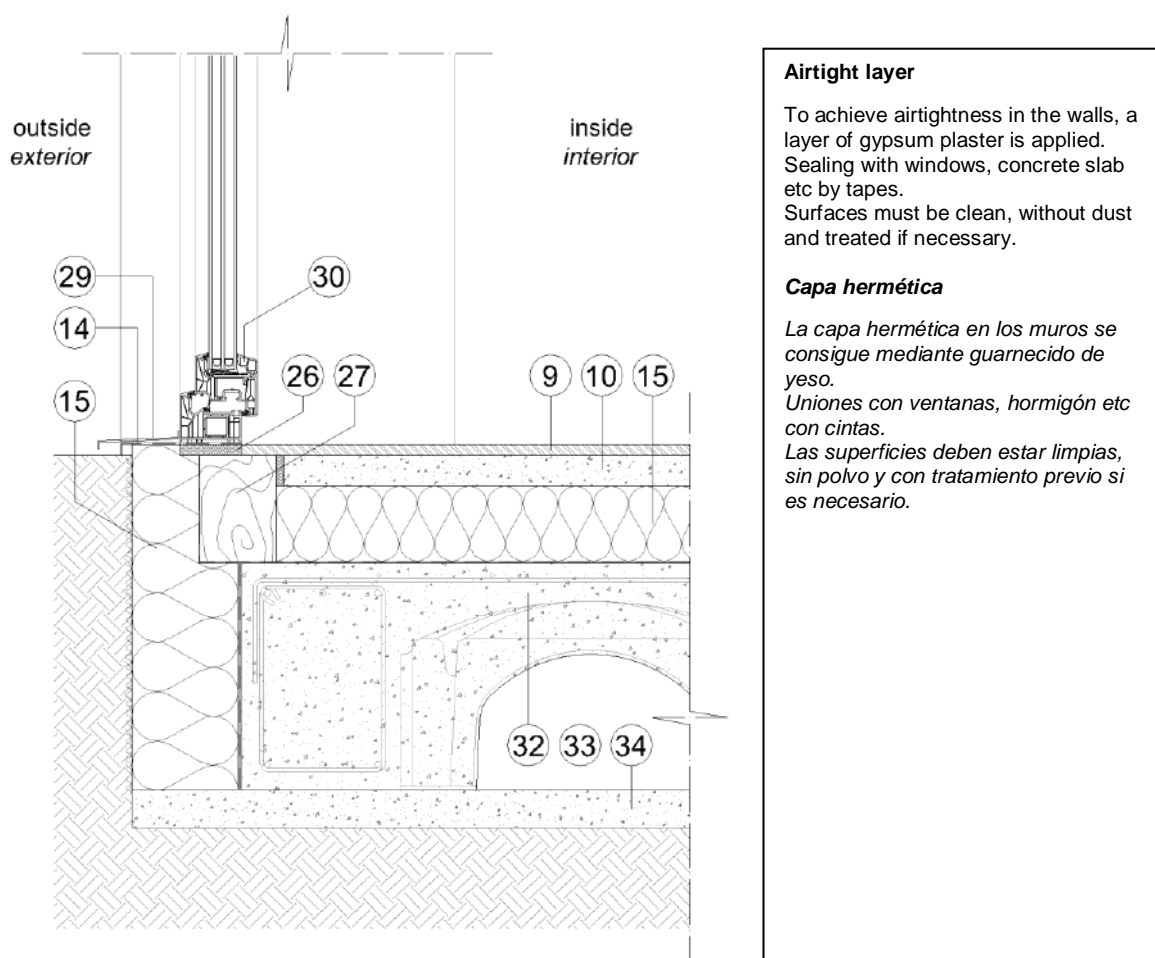 outside
exterior
inside
interior
29
30
14
26
27
9
10
15
15
32
33
34
Airtight layer
To achieve airtightness in the walls, a
layer of gypsum plaster is applied.
Sealing with windows, concrete slab
etc by tapes.
Surfaces must be clean, without dust
and treated if necessary.
Capa hermética
La capa hermética en los muros se
consigue mediante guarnecido de
yeso.
Uniones con ventanas, hormigón etc
con cintas.
Las superficies deben estar limpias,
sin polvo y con tratamiento previo si
es necesario.